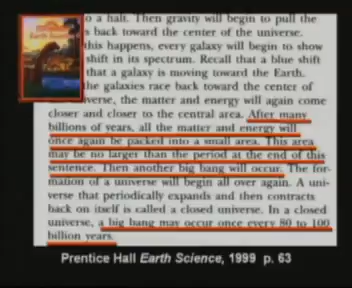 Earth Science
o a halt. Then gravity will begin to pull the
s back toward the center of the universe.
this happens, every galaxy will begin to show
shift in its spectrum. Recall that a blue shift
that a galaxy is moving toward the Earth.
the galaxies race back toward the center of
verse, the matter and energy will again come
closer and closer to the central area. After many
billions of years, all the matter and energy will
once again be packed into a small area. This area
may be no larger than the period at the end of this
sentence. Then another big bang will occur. The for-
mation of a universe will begin all over again. A uni-
verse that periodically expands and then contracts
back on itself is called a closed universe. In a closed
universe, a big bang may occur once every 80 to 100
billion years.
Prentice Hall Earth Science, 1999 p. 63